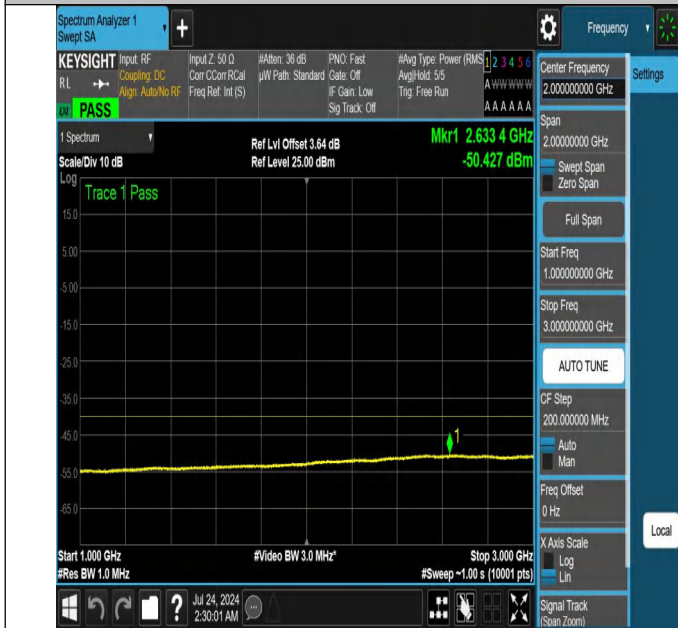 Spectrum Analyzer 1
Swept SA
+
Frequency
KEYSIGHT
RL
LXI PASS
Input: RF
Coupling: DC
Align: Auto/No RF
Input Z: 50 Ω
Corr CCorr RCal
Freq Ref: Int (S)
#Atten: 36 dB
µW Path: Standard
PNO: Fast
Gate: Off
IF Gain: Low
Sig Track: Off
#Avg Type: Power (RMS
Avg|Hold: 5/5
Trig: Free Run
1 2 3 4 5 6
A W W W W W
A A A A A A
Center Frequency
2.000000000 GHz
Settings
Span
2.00000000 GHz
Swept Span
Zero Span
Full Span
Start Freq
1.000000000 GHz
Stop Freq
3.000000000 GHz
AUTO TUNE
CF Step
200.000000 MHz
Auto
Man
Freq Offset
0 Hz
X Axis Scale
Log
Lin
Signal Track
(Span Zoom)
Local
1 Spectrum
Scale/Div 10 dB
Log
Ref Lvl Offset 3.64 dB
Ref Level 25.00 dBm
Mkr1 2.633 4 GHz
-50.427 dBm
Trace 1 Pass
15.0
5.00
-5.00
-15.0
-25.0
-35.0
-45.0
-55.0
-65.0
1
Start 1.000 GHz
#Res BW 1.0 MHz
#Video BW 3.0 MHz*
Stop 3.000 GHz
#Sweep ~1.00 s (10001 pts)
?
Jul 24, 2024
2:30:01 AM